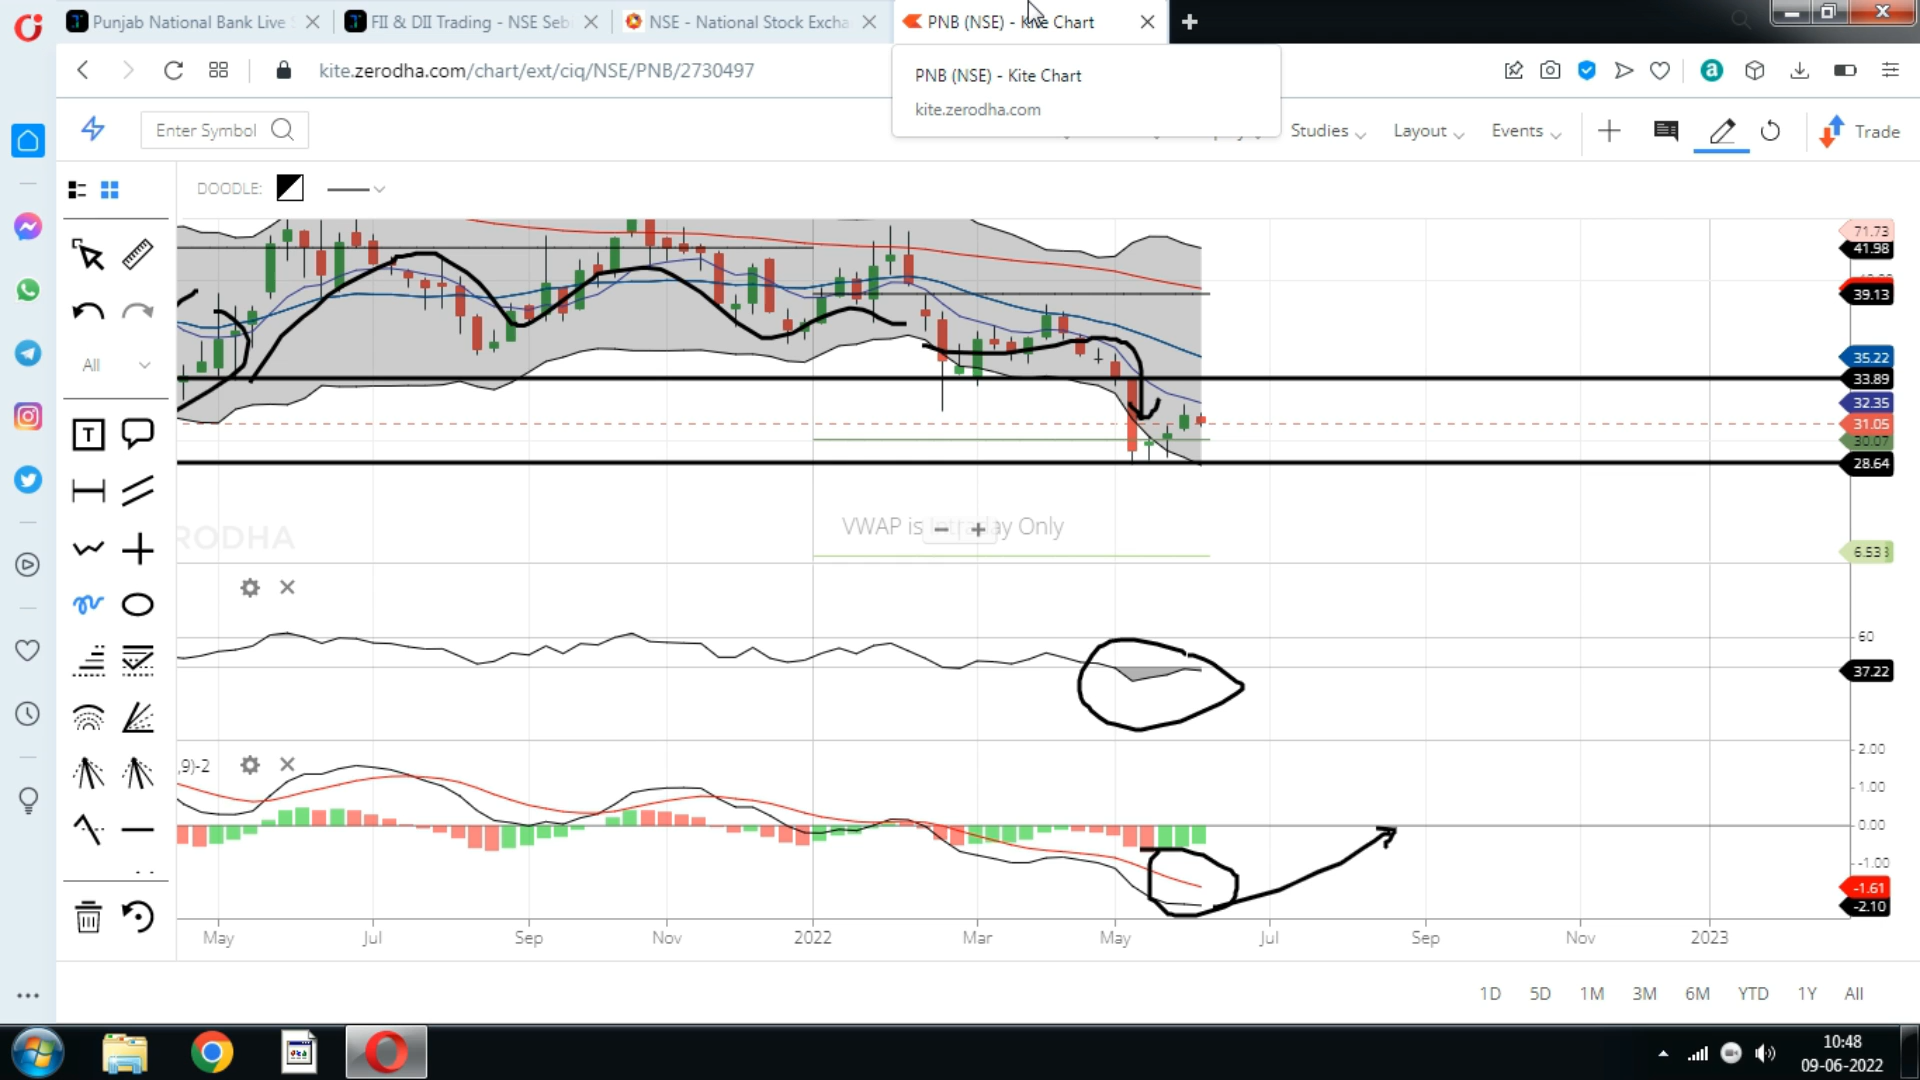 Punjab National Bank Live S
FII & DII Trading - NSE Seb
NSE - National Stock Excha
PNB (NSE) - Kite Chart
kite.zerodha.com/chart/ext/ciq/NSE/PNB/2730497
PNB (NSE) - Kite Chart
kite.zerodha.com
Enter Symbol
Studies
Layout
Events
Trade
DOODLE:
All
71.73
41.98
39.13
35.22
33.89
32.35
31.05
30.07
28.64
RODHA
VWAP is Intraday Only
6.53
60
37.22
,9)-2
2.00
1.00
0.00
-1.00
-1.61
-2.10
May Jul Sep Nov 2022 Mar May Jul Sep Nov 2023
1D 5D 1M 3M 6M YTD 1Y All
10:48
09-06-2022